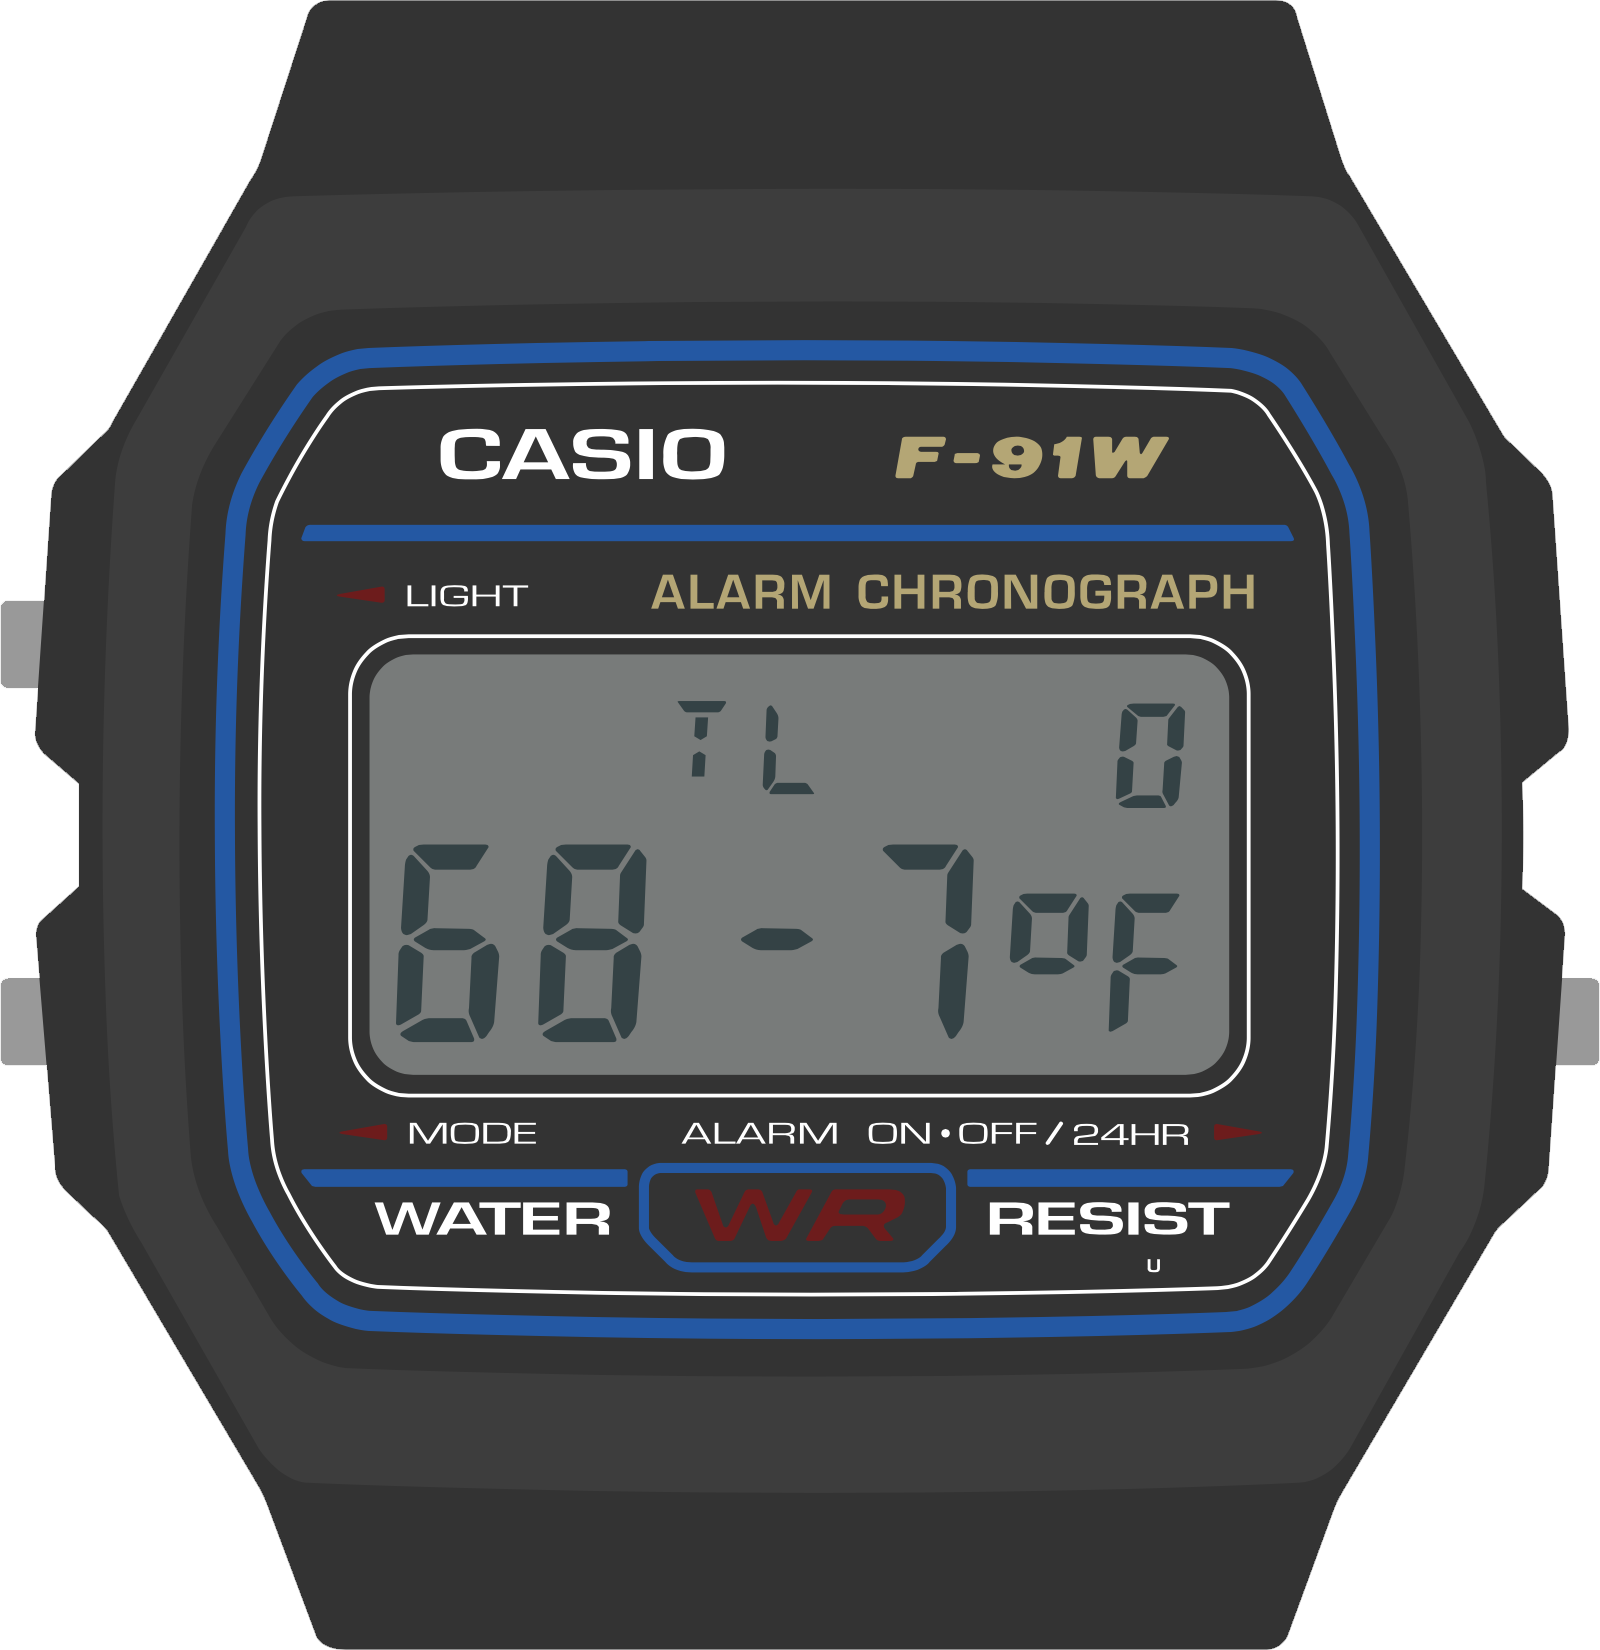 CASIO F-91W
LIGHT ALARM CHRONOGRAPH
TL 0
68 -7°F
MODE ALARM ON•OFF/24HR
WATER WR RESIST
U